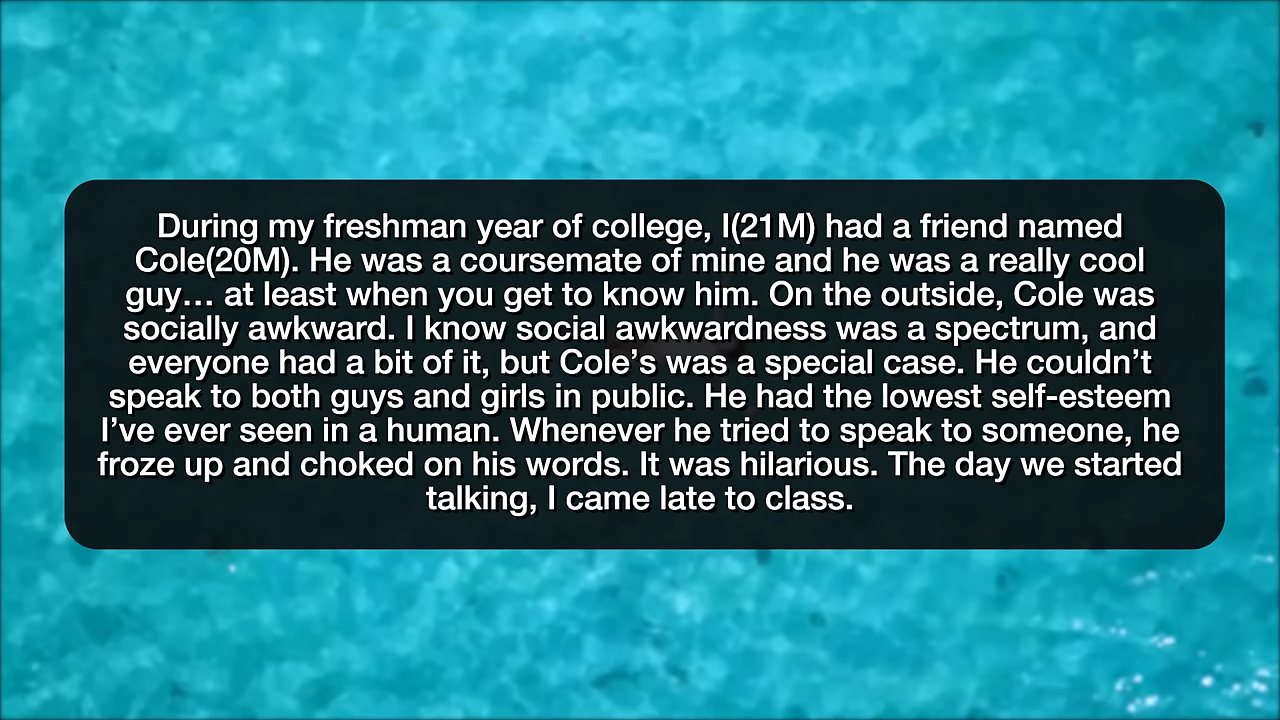 During my freshman year of college, I(21M) had a friend named
Cole(20M). He was a coursemate of mine and he was a really cool
guy… at least when you get to know him. On the outside, Cole was
socially awkward. I know social awkwardness was a spectrum, and
everyone had a bit of it, but Cole’s was a special case. He couldn’t
speak to both guys and girls in public. He had the lowest self-esteem
I’ve ever seen in a human. Whenever he tried to speak to someone, he
froze up and choked on his words. It was hilarious. The day we started
talking, I came late to class.